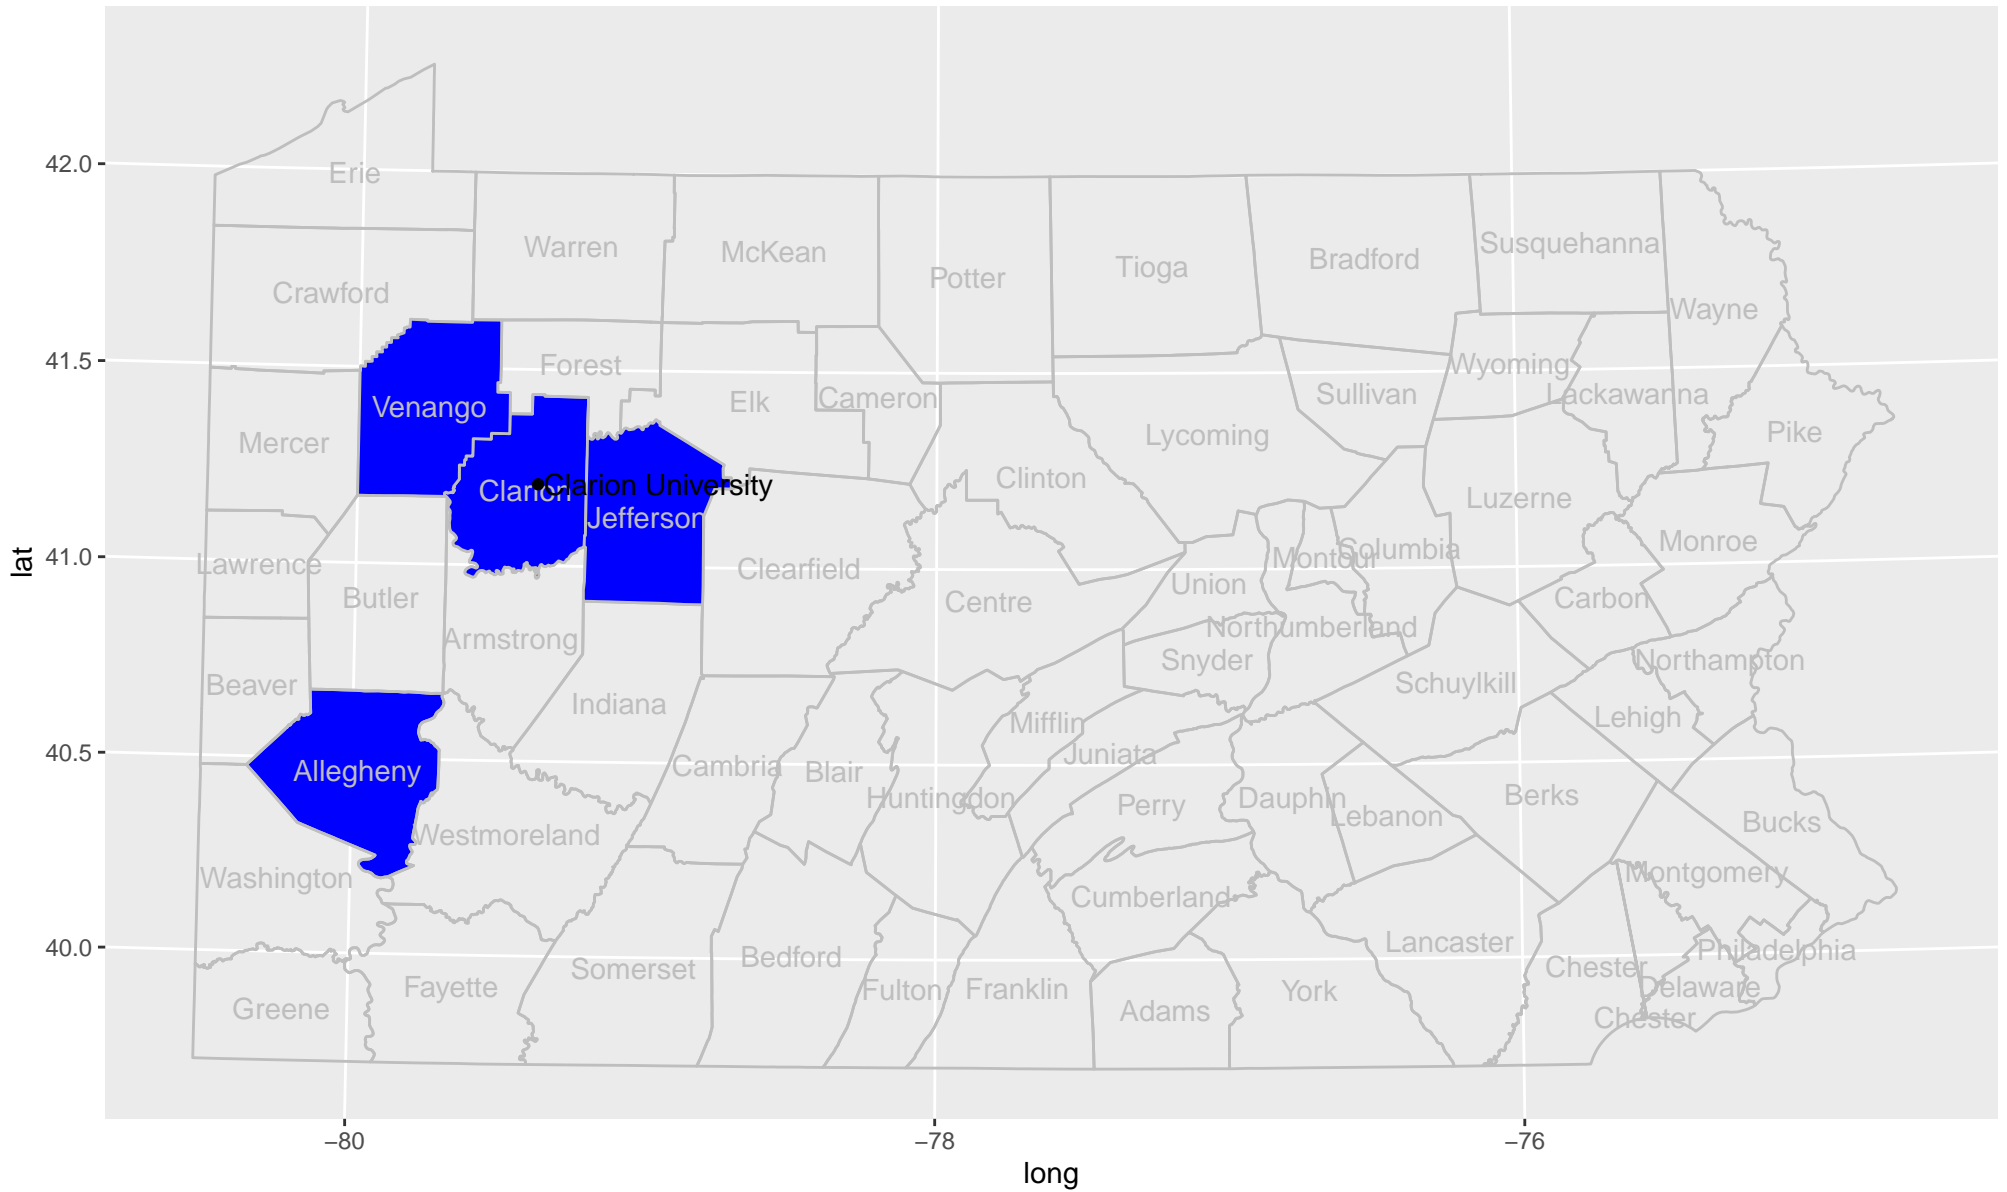 42.0
Erie
Warren
McKean
Susquehanna
Bradford
Tioga
Potter
Crawford
Wayne
41.5
Forest
Wyoming
Elk
Cameron
Sullivan
Lackawanna
Venango
Mercer
Lycoming
Pike
Clinton
Clarion
Clarion University
Luzerne
Jefferson
lat
41.0
Lawrence
Clearfield
Montour
Columbia
Monroe
Union
Butler
Centre
Carbon
Armstrong
Northumberland
Snyder
Northampton
Beaver
Indiana
Schuylkill
Mifflin
Lehigh
40.5
Juniata
Allegheny
Cambria
Blair
Huntingdon
Perry
Dauphin
Lebanon
Berks
Bucks
Westmoreland
Washington
Cumberland
Montgomery
40.0
Lancaster
Philadelphia
Somerset
Bedford
Chester
Fayette
Fulton
Franklin
York
Delaware
Greene
Adams
Chester
−80
−78
−76
long